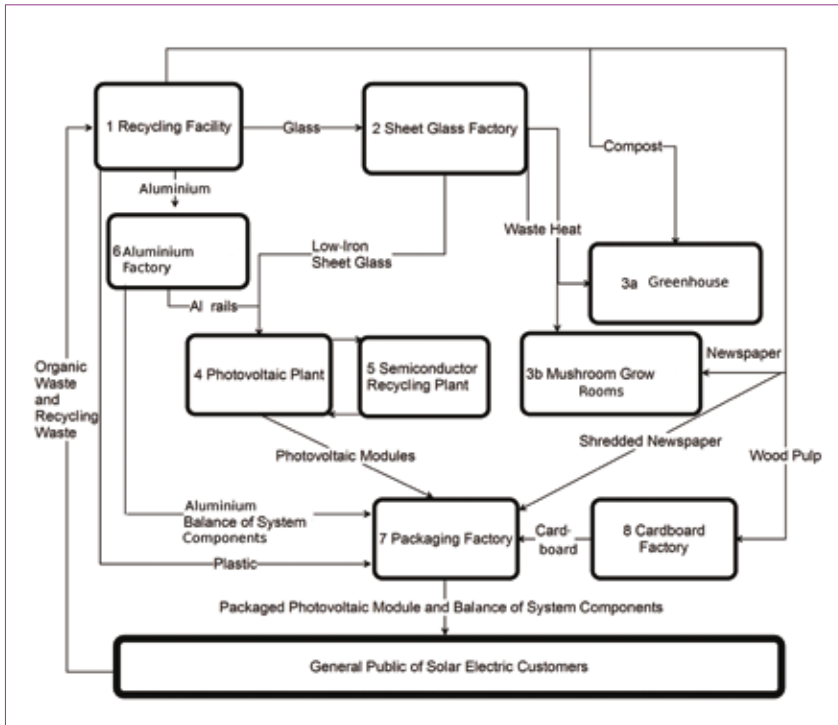 1 Recycling Facility
Glass
2 Sheet Glass Factory
Compost
Aluminium
Waste Heat
6 Aluminium
Factory
Low-Iron
Sheet Glass
3a Greenhouse
Al rails
Organic
Waste
and
Recycling
Waste
4 Photovoltaic Plant
5 Semiconductor
Recycling Plant
3b Mushroom Grow
Rooms
Newspaper
Photovoltaic Modules
Shredded Newspaper
Wood Pulp
Aluminium
Balance of System
Components
7 Packaging Factory
Card-
board
8 Cardboard
Factory
Plastic
Packaged Photovoltaic Module and Balance of System Components
General Public of Solar Electric Customers